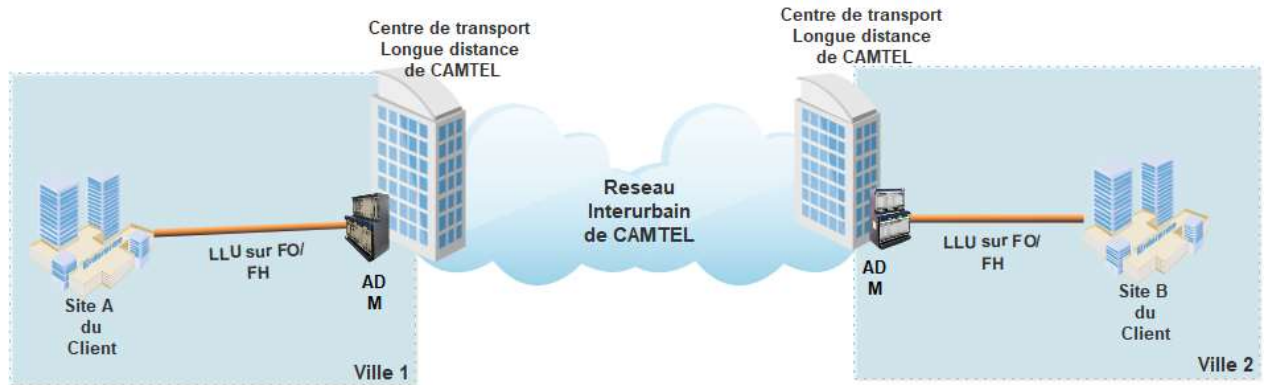 Centre de transport
Longue distance
de CAMTEL
Centre de transport
Longue distance
de CAMTEL
Reseau
Interurbain
de CAMTEL
LLU sur FO/
FH
AD
M
Site A
du
Client
Ville 1
AD
M
LLU sur FO/
FH
Site B
du
Client
Ville 2